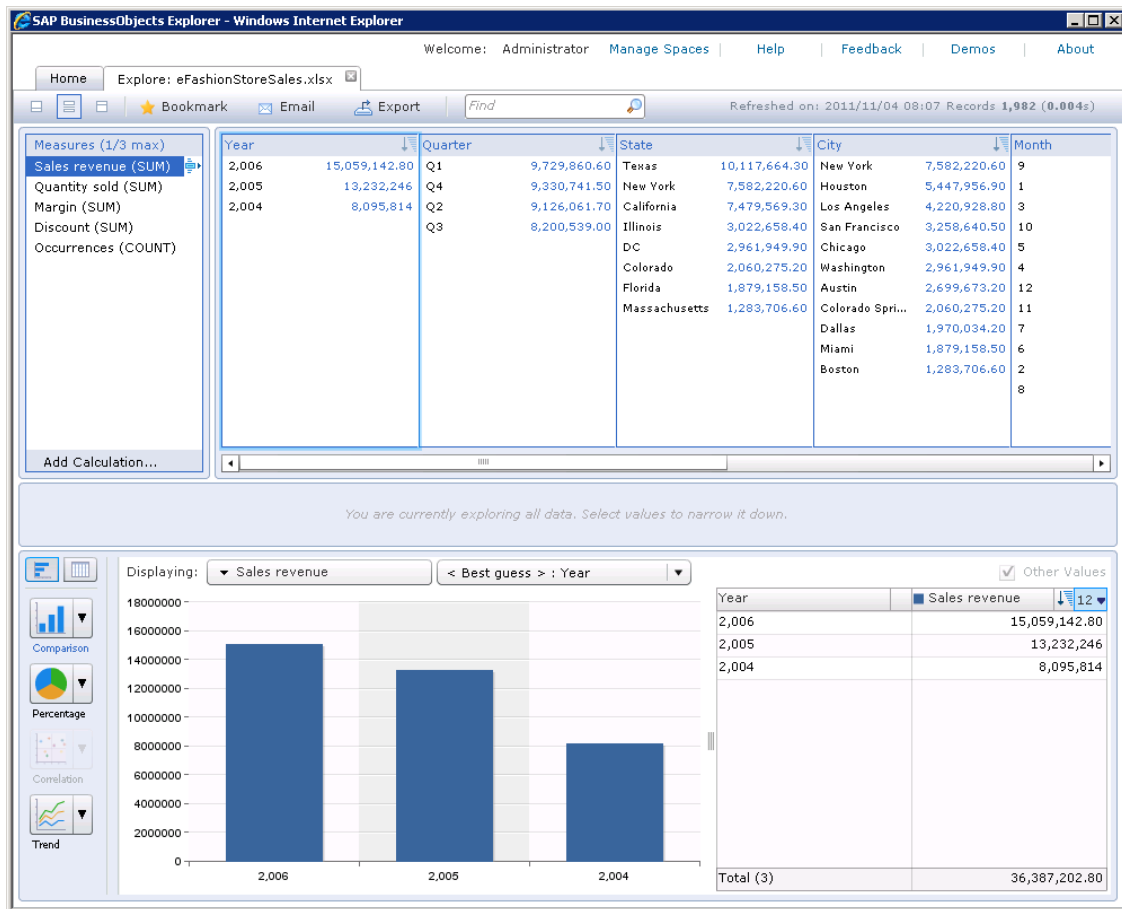 SAP BusinessObjects Explorer - Windows Internet Explorer
Welcome: Administrator Manage Spaces | Help | Feedback | Demos | About
Home Explore: eFashionStoreSales.xlsx
Bookmark Email Export Find Refreshed on: 2011/11/04 08:07 Records 1,982 (0.004s)
Measures (1/3 max) Year Quarter State City Month
Sales revenue (SUM) 2,006 15,059,142.80 Q1 9,729,860.60 Texas 10,117,664.30 New York 7,582,220.60 9
Quantity sold (SUM) 2,005 13,232,246 Q4 9,330,741.50 New York 7,582,220.60 Houston 5,447,956.90 1
Margin (SUM) 2,004 8,095,814 Q2 9,126,061.70 California 7,479,569.30 Los Angeles 4,220,928.80 3
Discount (SUM) Q3 8,200,539.00 Illinois 3,022,658.40 San Francisco 3,258,640.50 10
Occurrences (COUNT) DC 2,961,949.90 Chicago 3,022,658.40 5
Colorado 2,060,275.20 Washington 2,961,949.90 4
Florida 1,879,158.50 Austin 2,699,673.20 12
Massachusetts 1,283,706.60 Colorado Spri... 2,060,275.20 11
Dallas 1,970,034.20 7
Miami 1,879,158.50 6
Boston 1,283,706.60 2
8
Add Calculation...
You are currently exploring all data. Select values to narrow it down.
Displaying: Sales revenue < Best guess > : Year Other Values
Year Sales revenue 12
2,006 15,059,142.80
2,005 13,232,246
2,004 8,095,814
Total (3) 36,387,202.80
Comparison
Percentage
Correlation
Trend
18000000
16000000
14000000
12000000
10000000
8000000
6000000
4000000
2000000
0
2,006 2,005 2,004